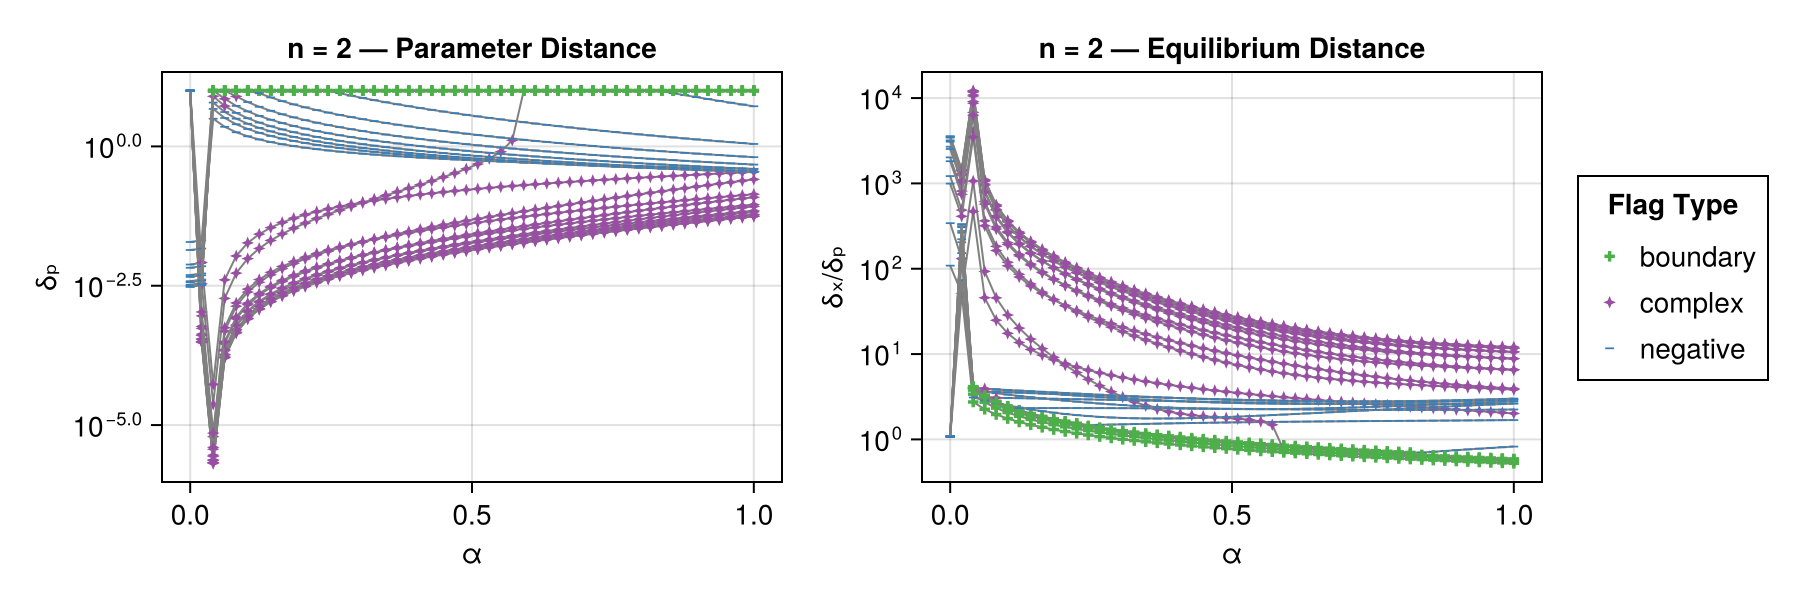 n = 2 — Parameter Distance
δₚ
10^0.0
10^-2.5
10^-5.0
0.0 0.5 1.0
α
n = 2 — Equilibrium Distance
δₓ/δₚ
10^4
10^3
10^2
10^1
10^0
0.0 0.5 1.0
α
Flag Type
boundary
complex
negative